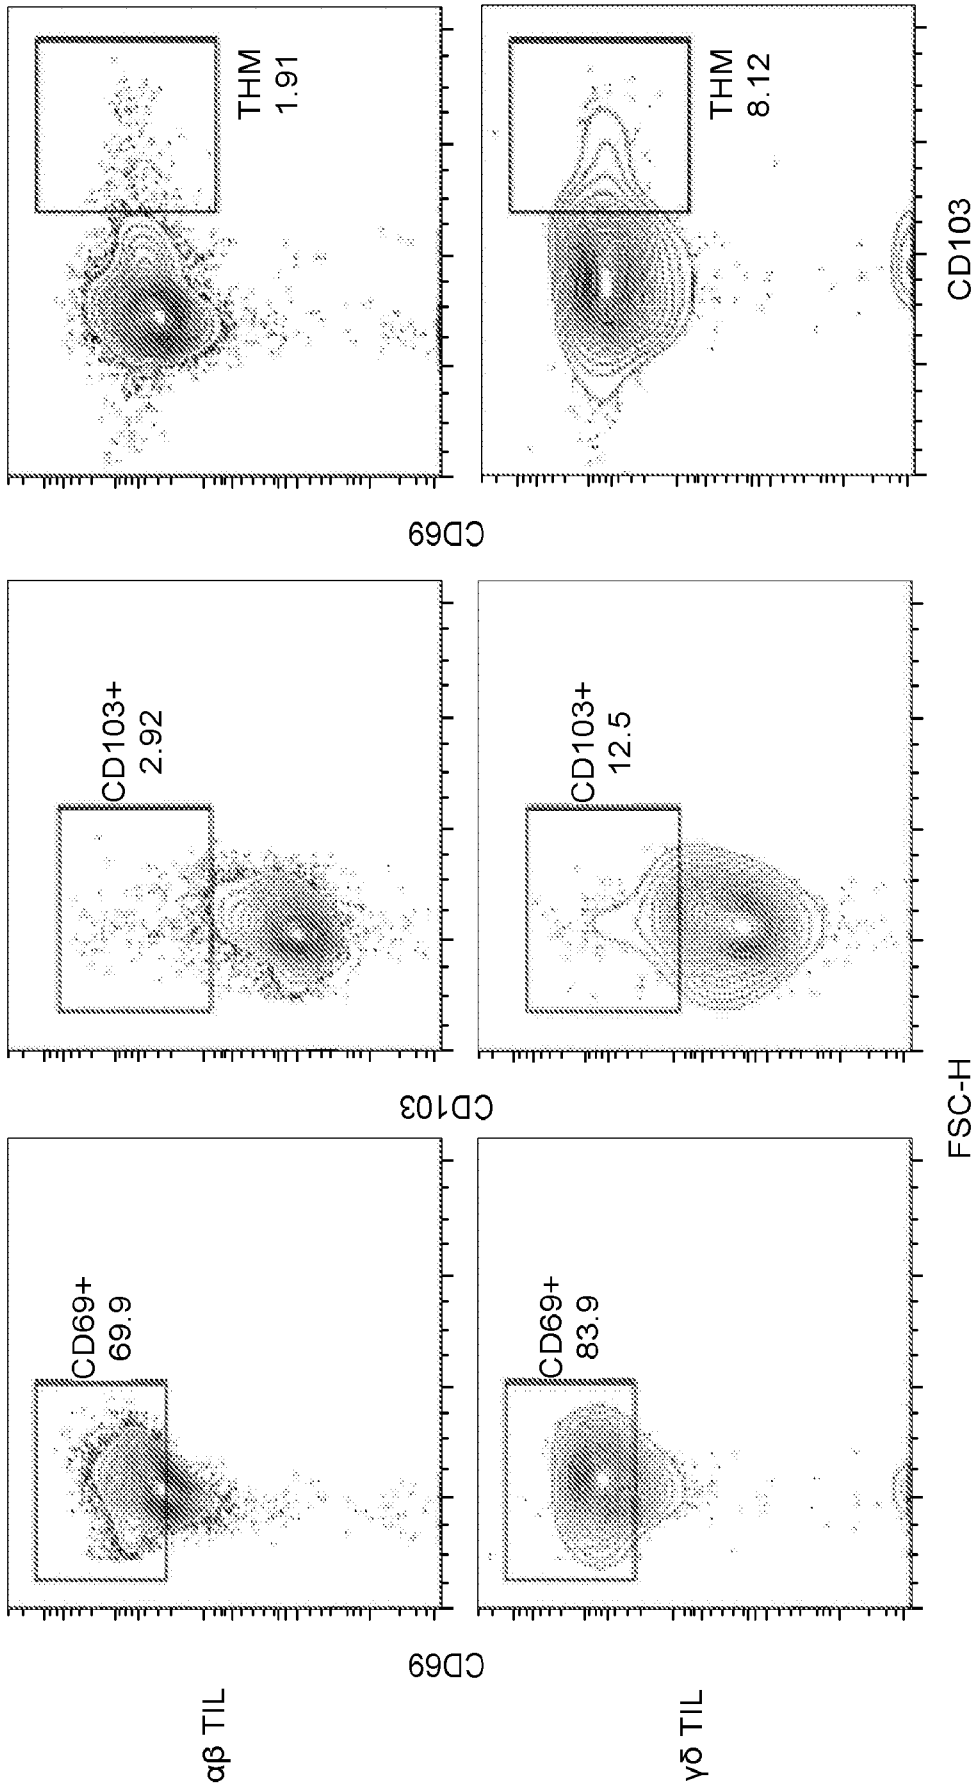 αβ TIL
CD69
CD69+
69.9
CD103
CD103+
2.92
CD69
THM
1.91
γδ TIL
CD69+
83.9
CD103+
12.5
THM
8.12
FSC-H
CD103